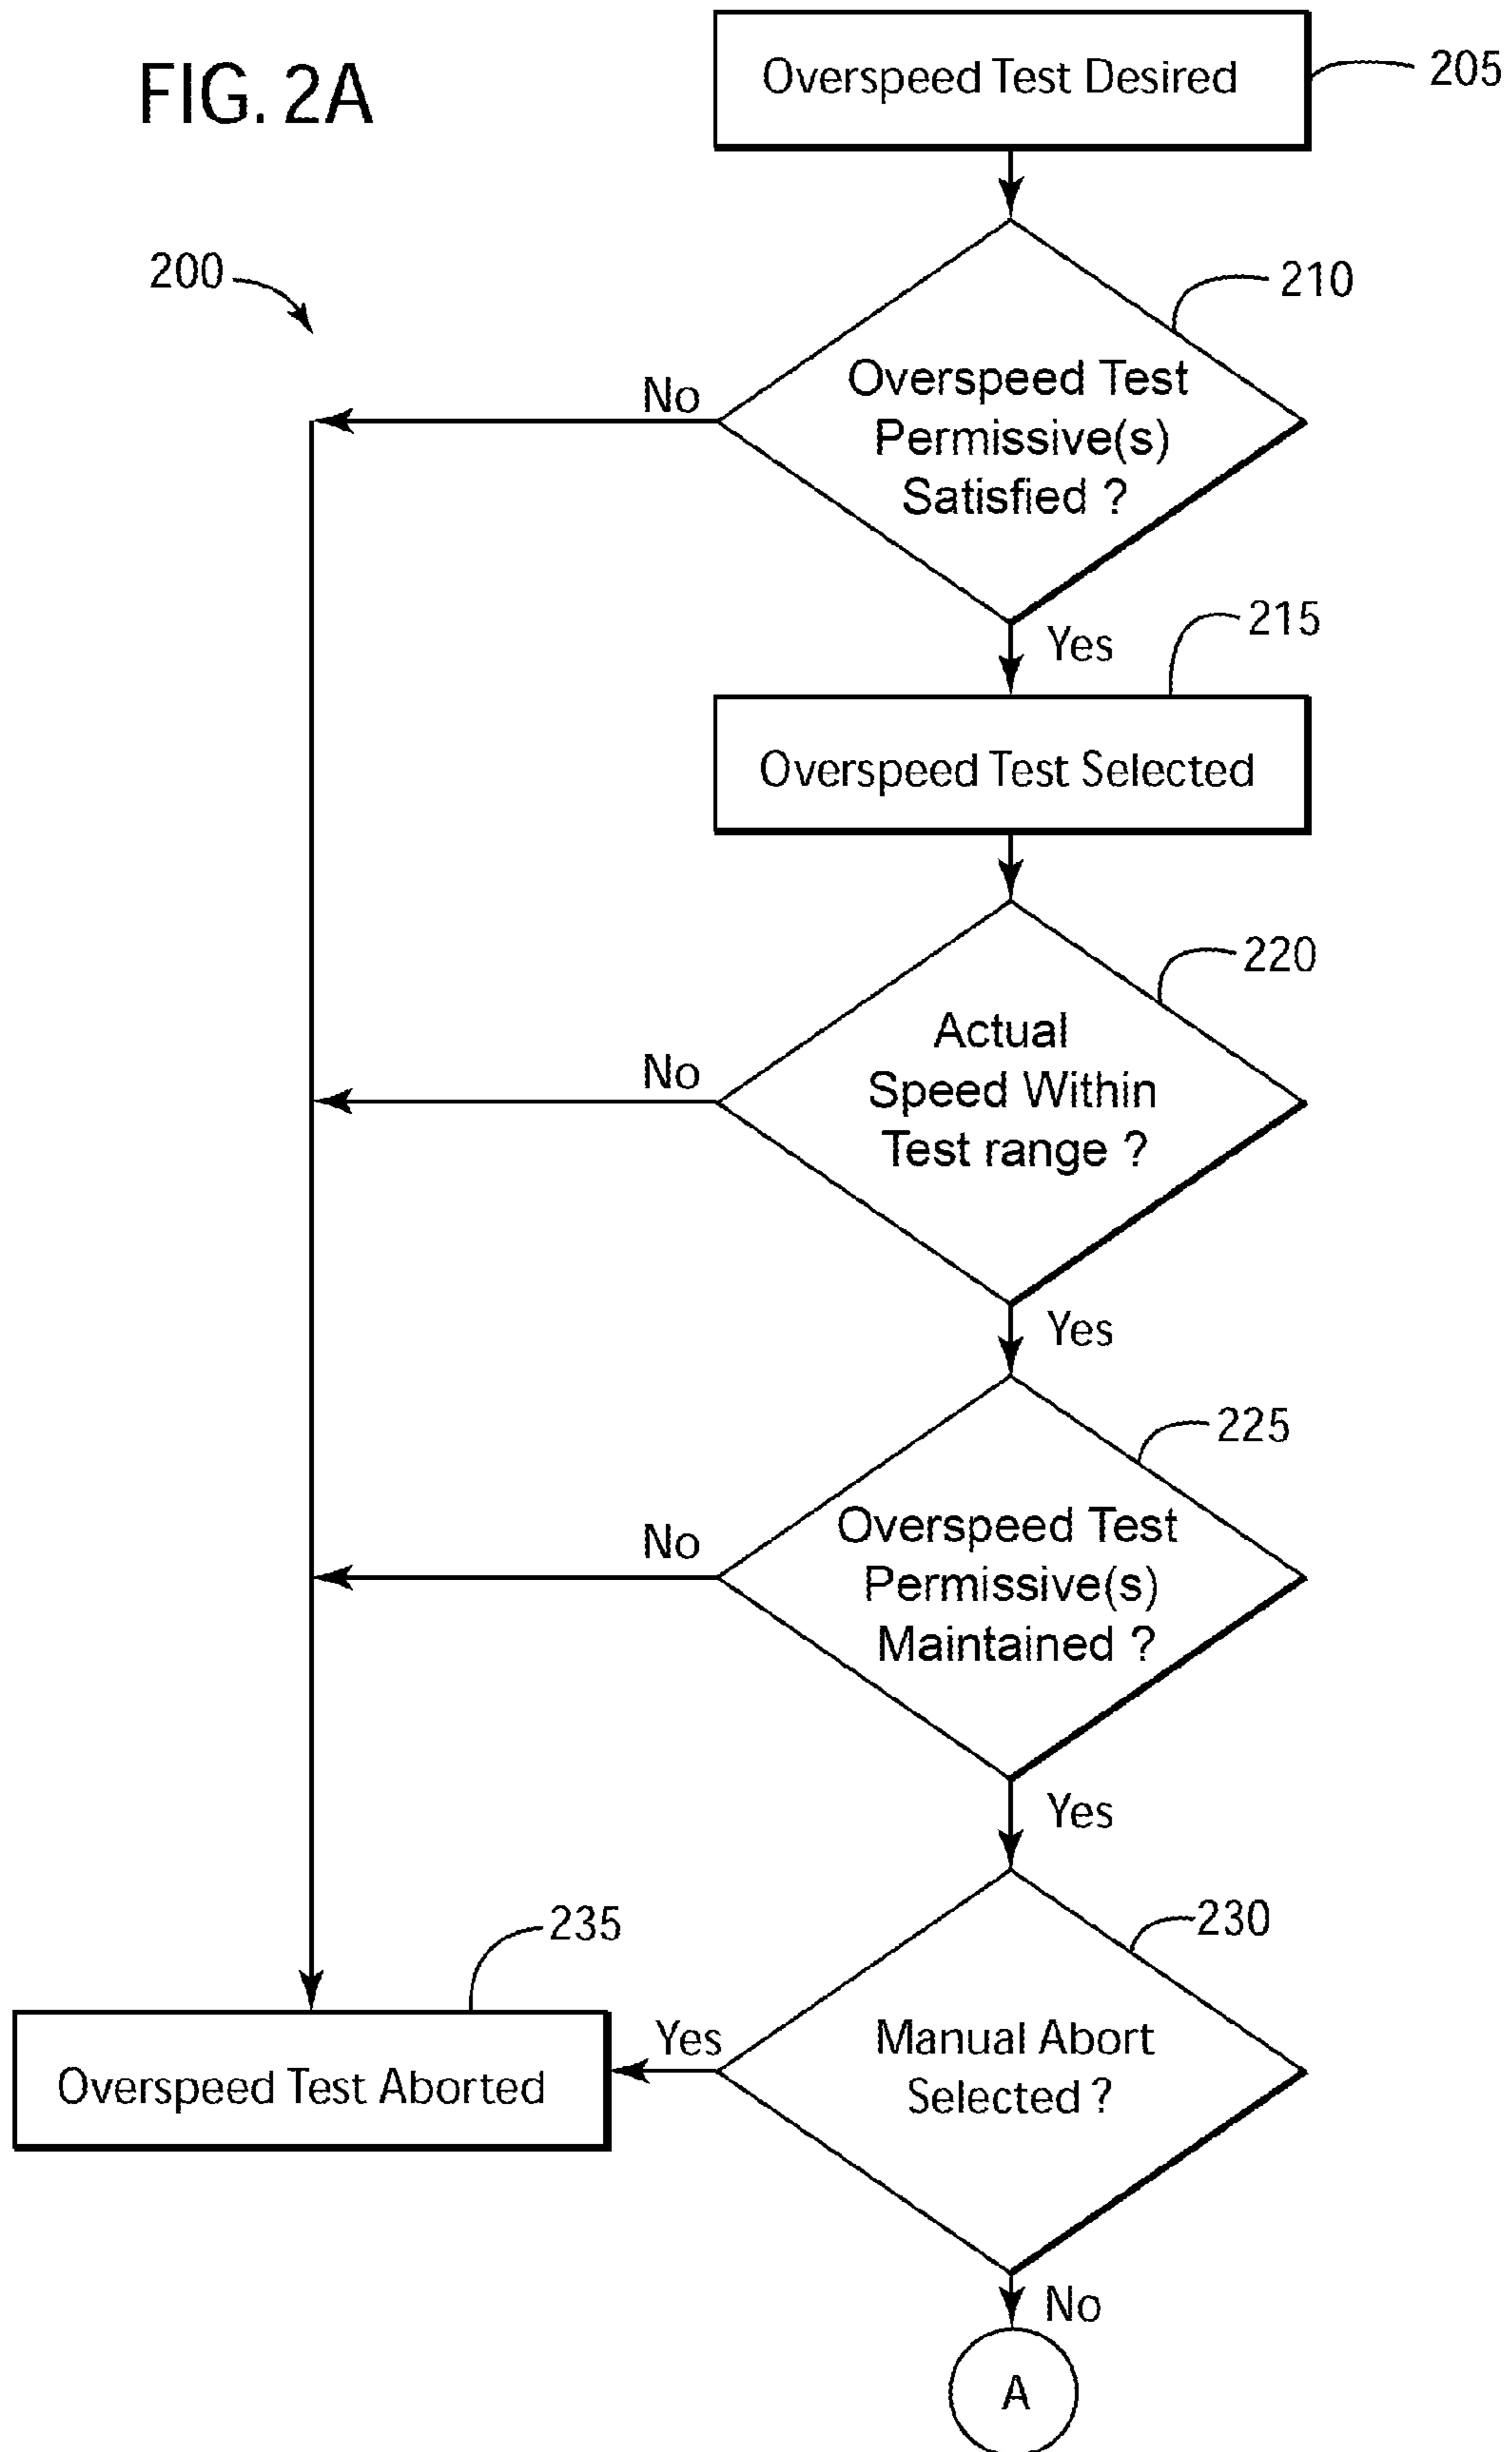 FIG. 2A
Overspeed Test Desired
205
200
210
Overspeed Test
Permissive(s)
Satisfied ?
No
Yes
215
Overspeed Test Selected
220
Actual
Speed Within
Test range ?
No
Yes
225
Overspeed Test
Permissive(s)
Maintained ?
No
Yes
230
235
Manual Abort
Selected ?
Yes
Overspeed Test Aborted
No
A